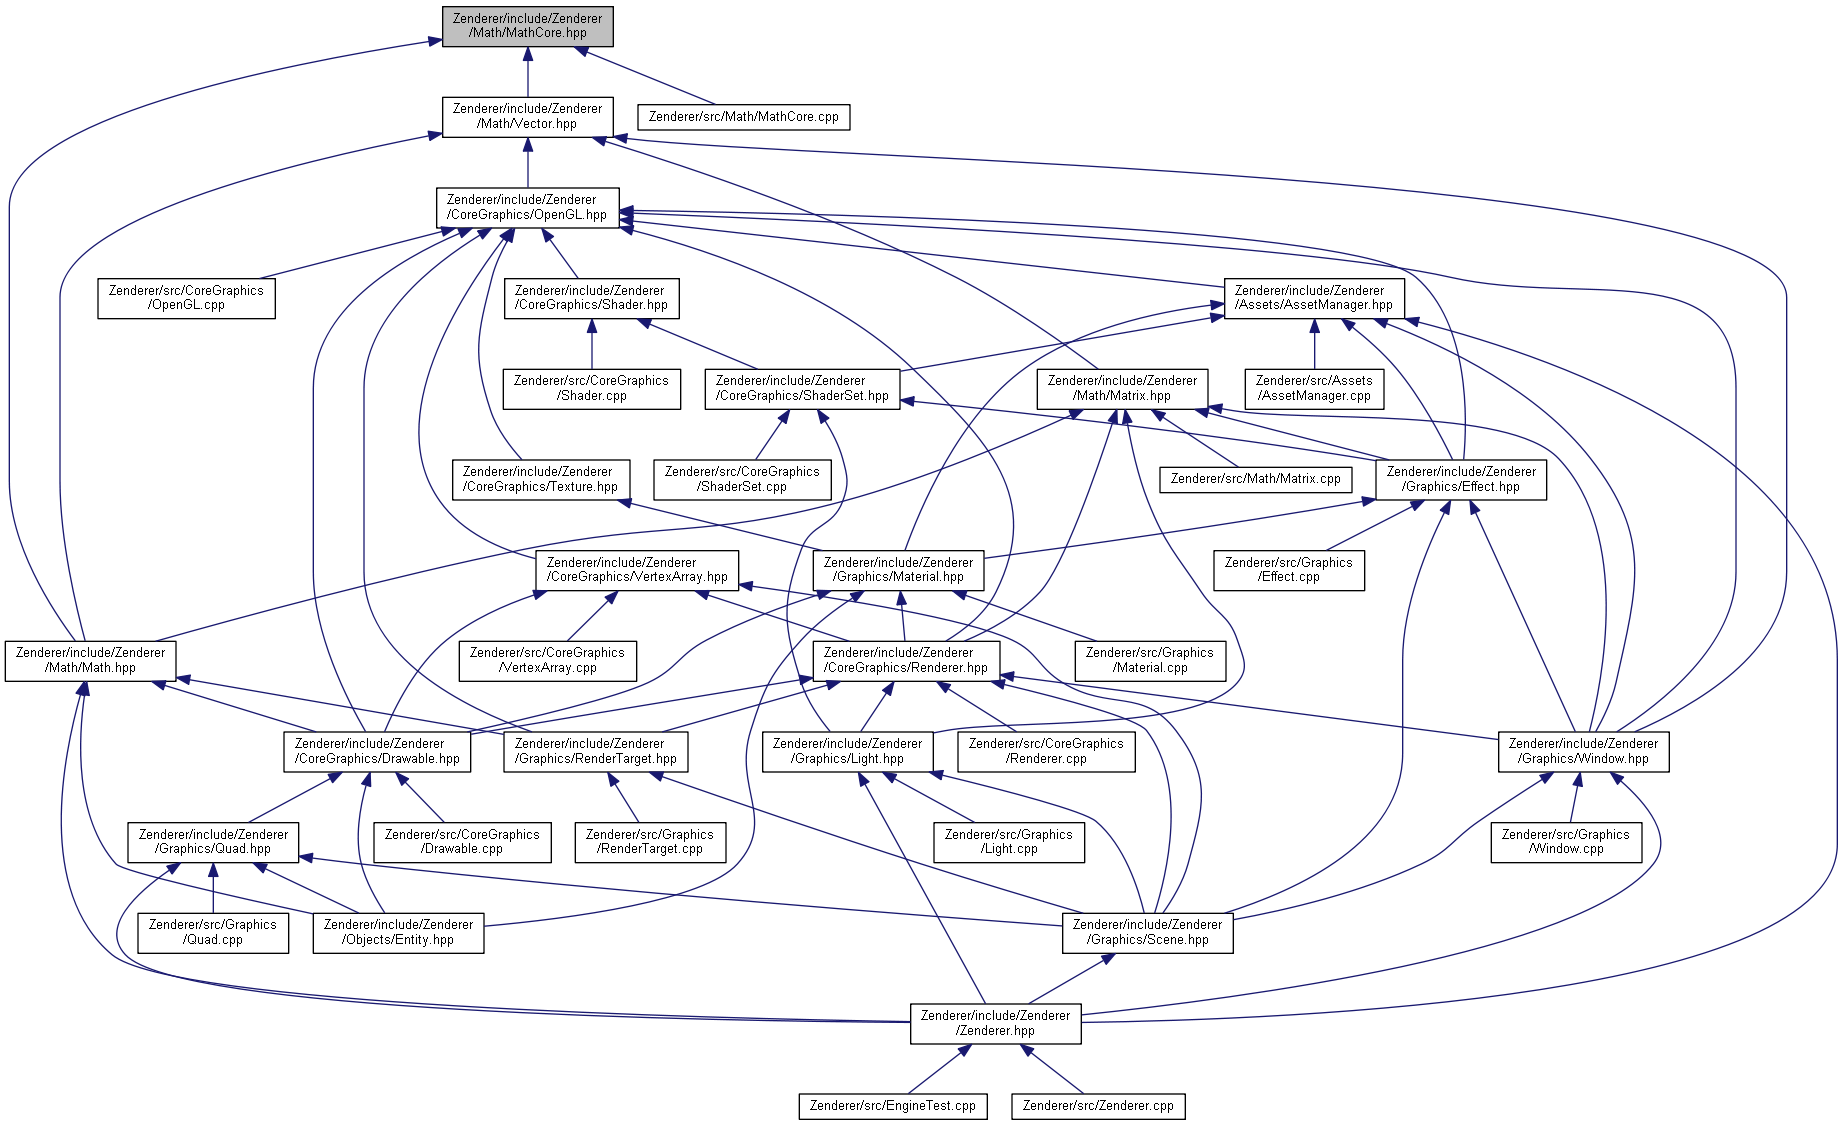 Zenderer/include/Zenderer
/Math/MathCore.hpp
Zenderer/include/Zenderer
/Math/Vector.hpp
Zenderer/src/Math/MathCore.cpp
Zenderer/include/Zenderer
/CoreGraphics/OpenGL.hpp
Zenderer/src/CoreGraphics
/OpenGL.cpp
Zenderer/include/Zenderer
/CoreGraphics/Shader.hpp
Zenderer/include/Zenderer
/Assets/AssetManager.hpp
Zenderer/src/CoreGraphics
/Shader.cpp
Zenderer/include/Zenderer
/CoreGraphics/ShaderSet.hpp
Zenderer/include/Zenderer
/Math/Matrix.hpp
Zenderer/src/Assets
/AssetManager.cpp
Zenderer/include/Zenderer
/CoreGraphics/Texture.hpp
Zenderer/src/CoreGraphics
/ShaderSet.cpp
Zenderer/src/Math/Matrix.cpp
Zenderer/include/Zenderer
/Graphics/Effect.hpp
Zenderer/include/Zenderer
/CoreGraphics/VertexArray.hpp
Zenderer/include/Zenderer
/Graphics/Material.hpp
Zenderer/src/Graphics
/Effect.cpp
Zenderer/include/Zenderer
/Math/Math.hpp
Zenderer/src/CoreGraphics
/VertexArray.cpp
Zenderer/include/Zenderer
/CoreGraphics/Renderer.hpp
Zenderer/src/Graphics
/Material.cpp
Zenderer/include/Zenderer
/CoreGraphics/Drawable.hpp
Zenderer/include/Zenderer
/Graphics/RenderTarget.hpp
Zenderer/include/Zenderer
/Graphics/Light.hpp
Zenderer/src/CoreGraphics
/Renderer.cpp
Zenderer/include/Zenderer
/Graphics/Window.hpp
Zenderer/include/Zenderer
/Graphics/Quad.hpp
Zenderer/src/CoreGraphics
/Drawable.cpp
Zenderer/src/Graphics
/RenderTarget.cpp
Zenderer/src/Graphics
/Light.cpp
Zenderer/src/Graphics
/Window.cpp
Zenderer/src/Graphics
/Quad.cpp
Zenderer/include/Zenderer
/Objects/Entity.hpp
Zenderer/include/Zenderer
/Graphics/Scene.hpp
Zenderer/include/Zenderer
/Zenderer.hpp
Zenderer/src/EngineTest.cpp
Zenderer/src/Zenderer.cpp